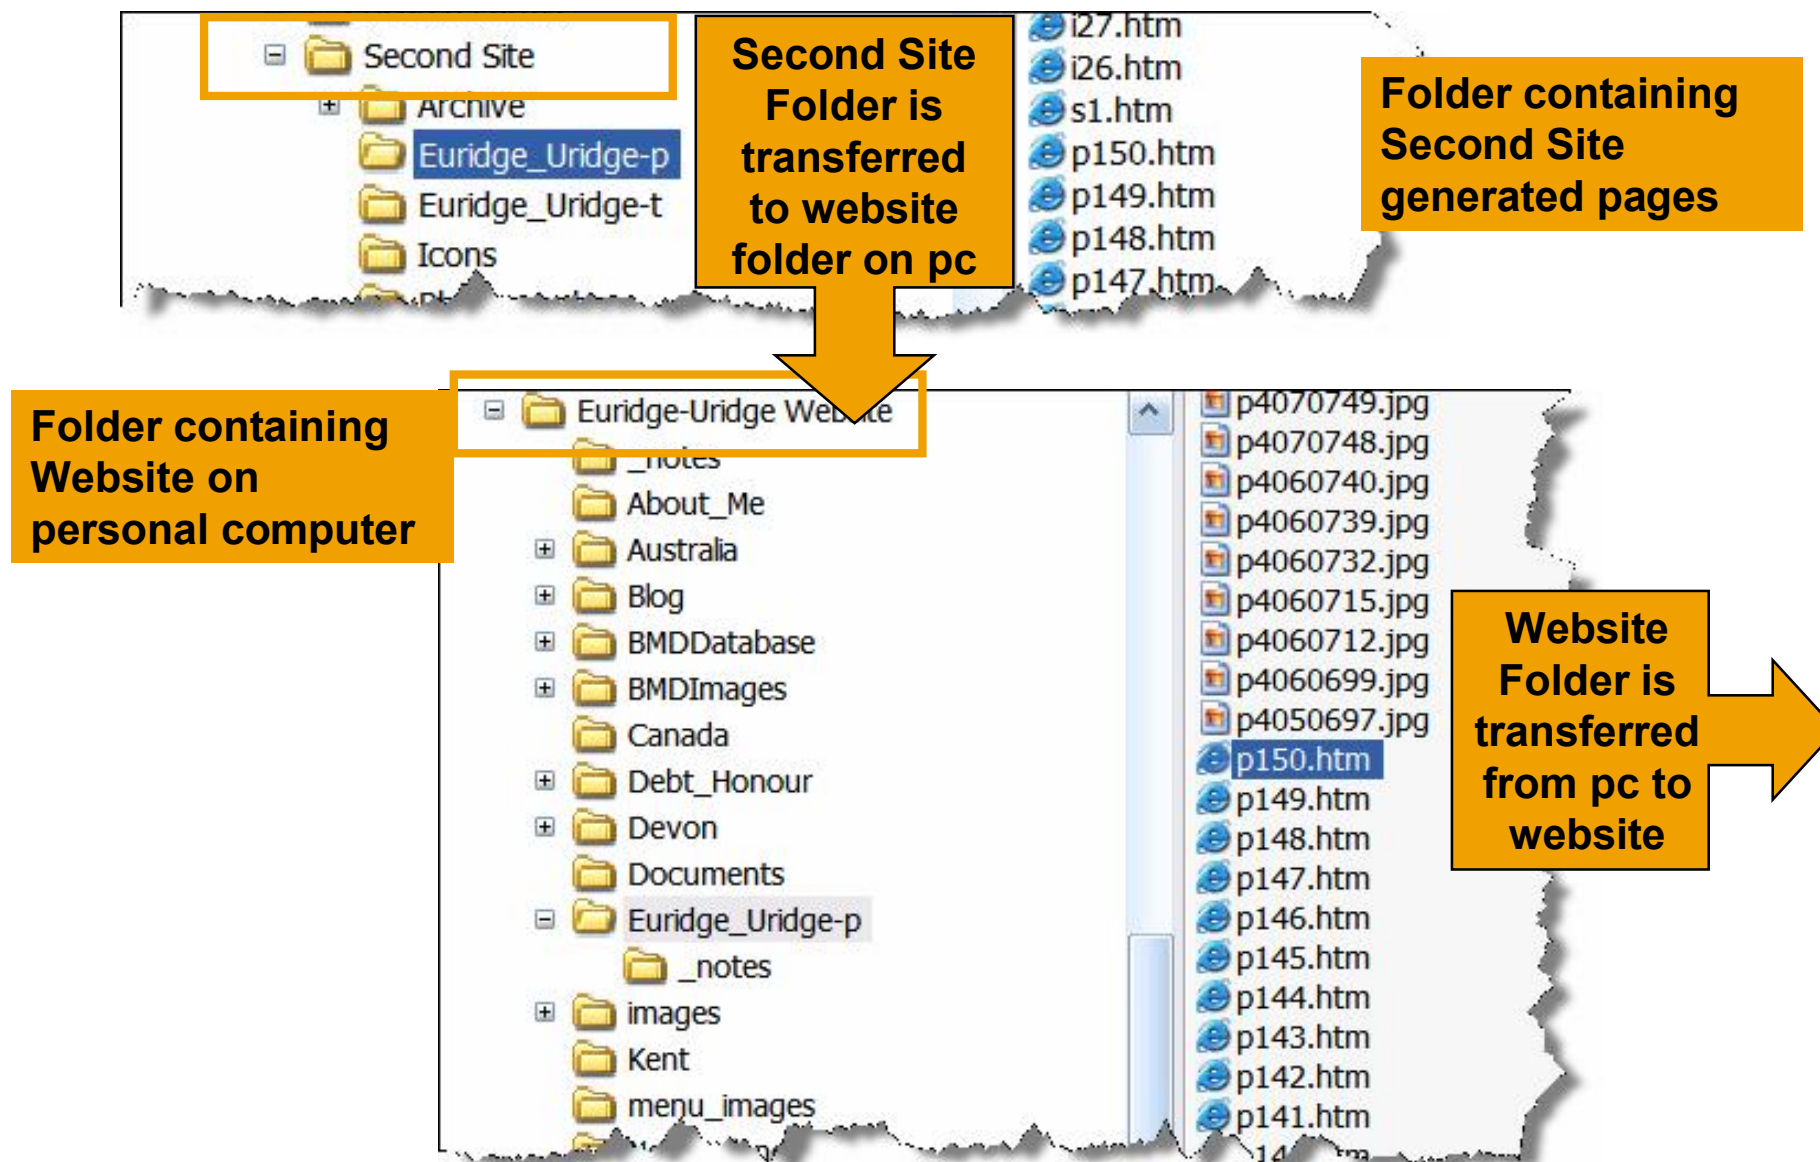 Second Site
Archive
Euridge_Uridge-p
Euridge_Uridge-t
Icons
Second Site
Folder is
transferred
to website
folder on pc
i27.htm
i26.htm
s1.htm
p150.htm
p149.htm
p148.htm
p147.htm
Folder containing
Second Site
generated pages
Folder containing
Website on
personal computer
Euridge-Uridge Website
_notes
About_Me
Australia
Blog
BMDDatabase
BMDImages
Canada
Debt_Honour
Devon
Documents
Euridge_Uridge-p
_notes
images
Kent
menu_images
p4070749.jpg
p4070748.jpg
p4060740.jpg
p4060739.jpg
p4060732.jpg
p4060715.jpg
p4060712.jpg
p4060699.jpg
p4050697.jpg
p150.htm
p149.htm
p148.htm
p147.htm
p146.htm
p145.htm
p144.htm
p143.htm
p142.htm
p141.htm
Website
Folder is
transferred
from pc to
website